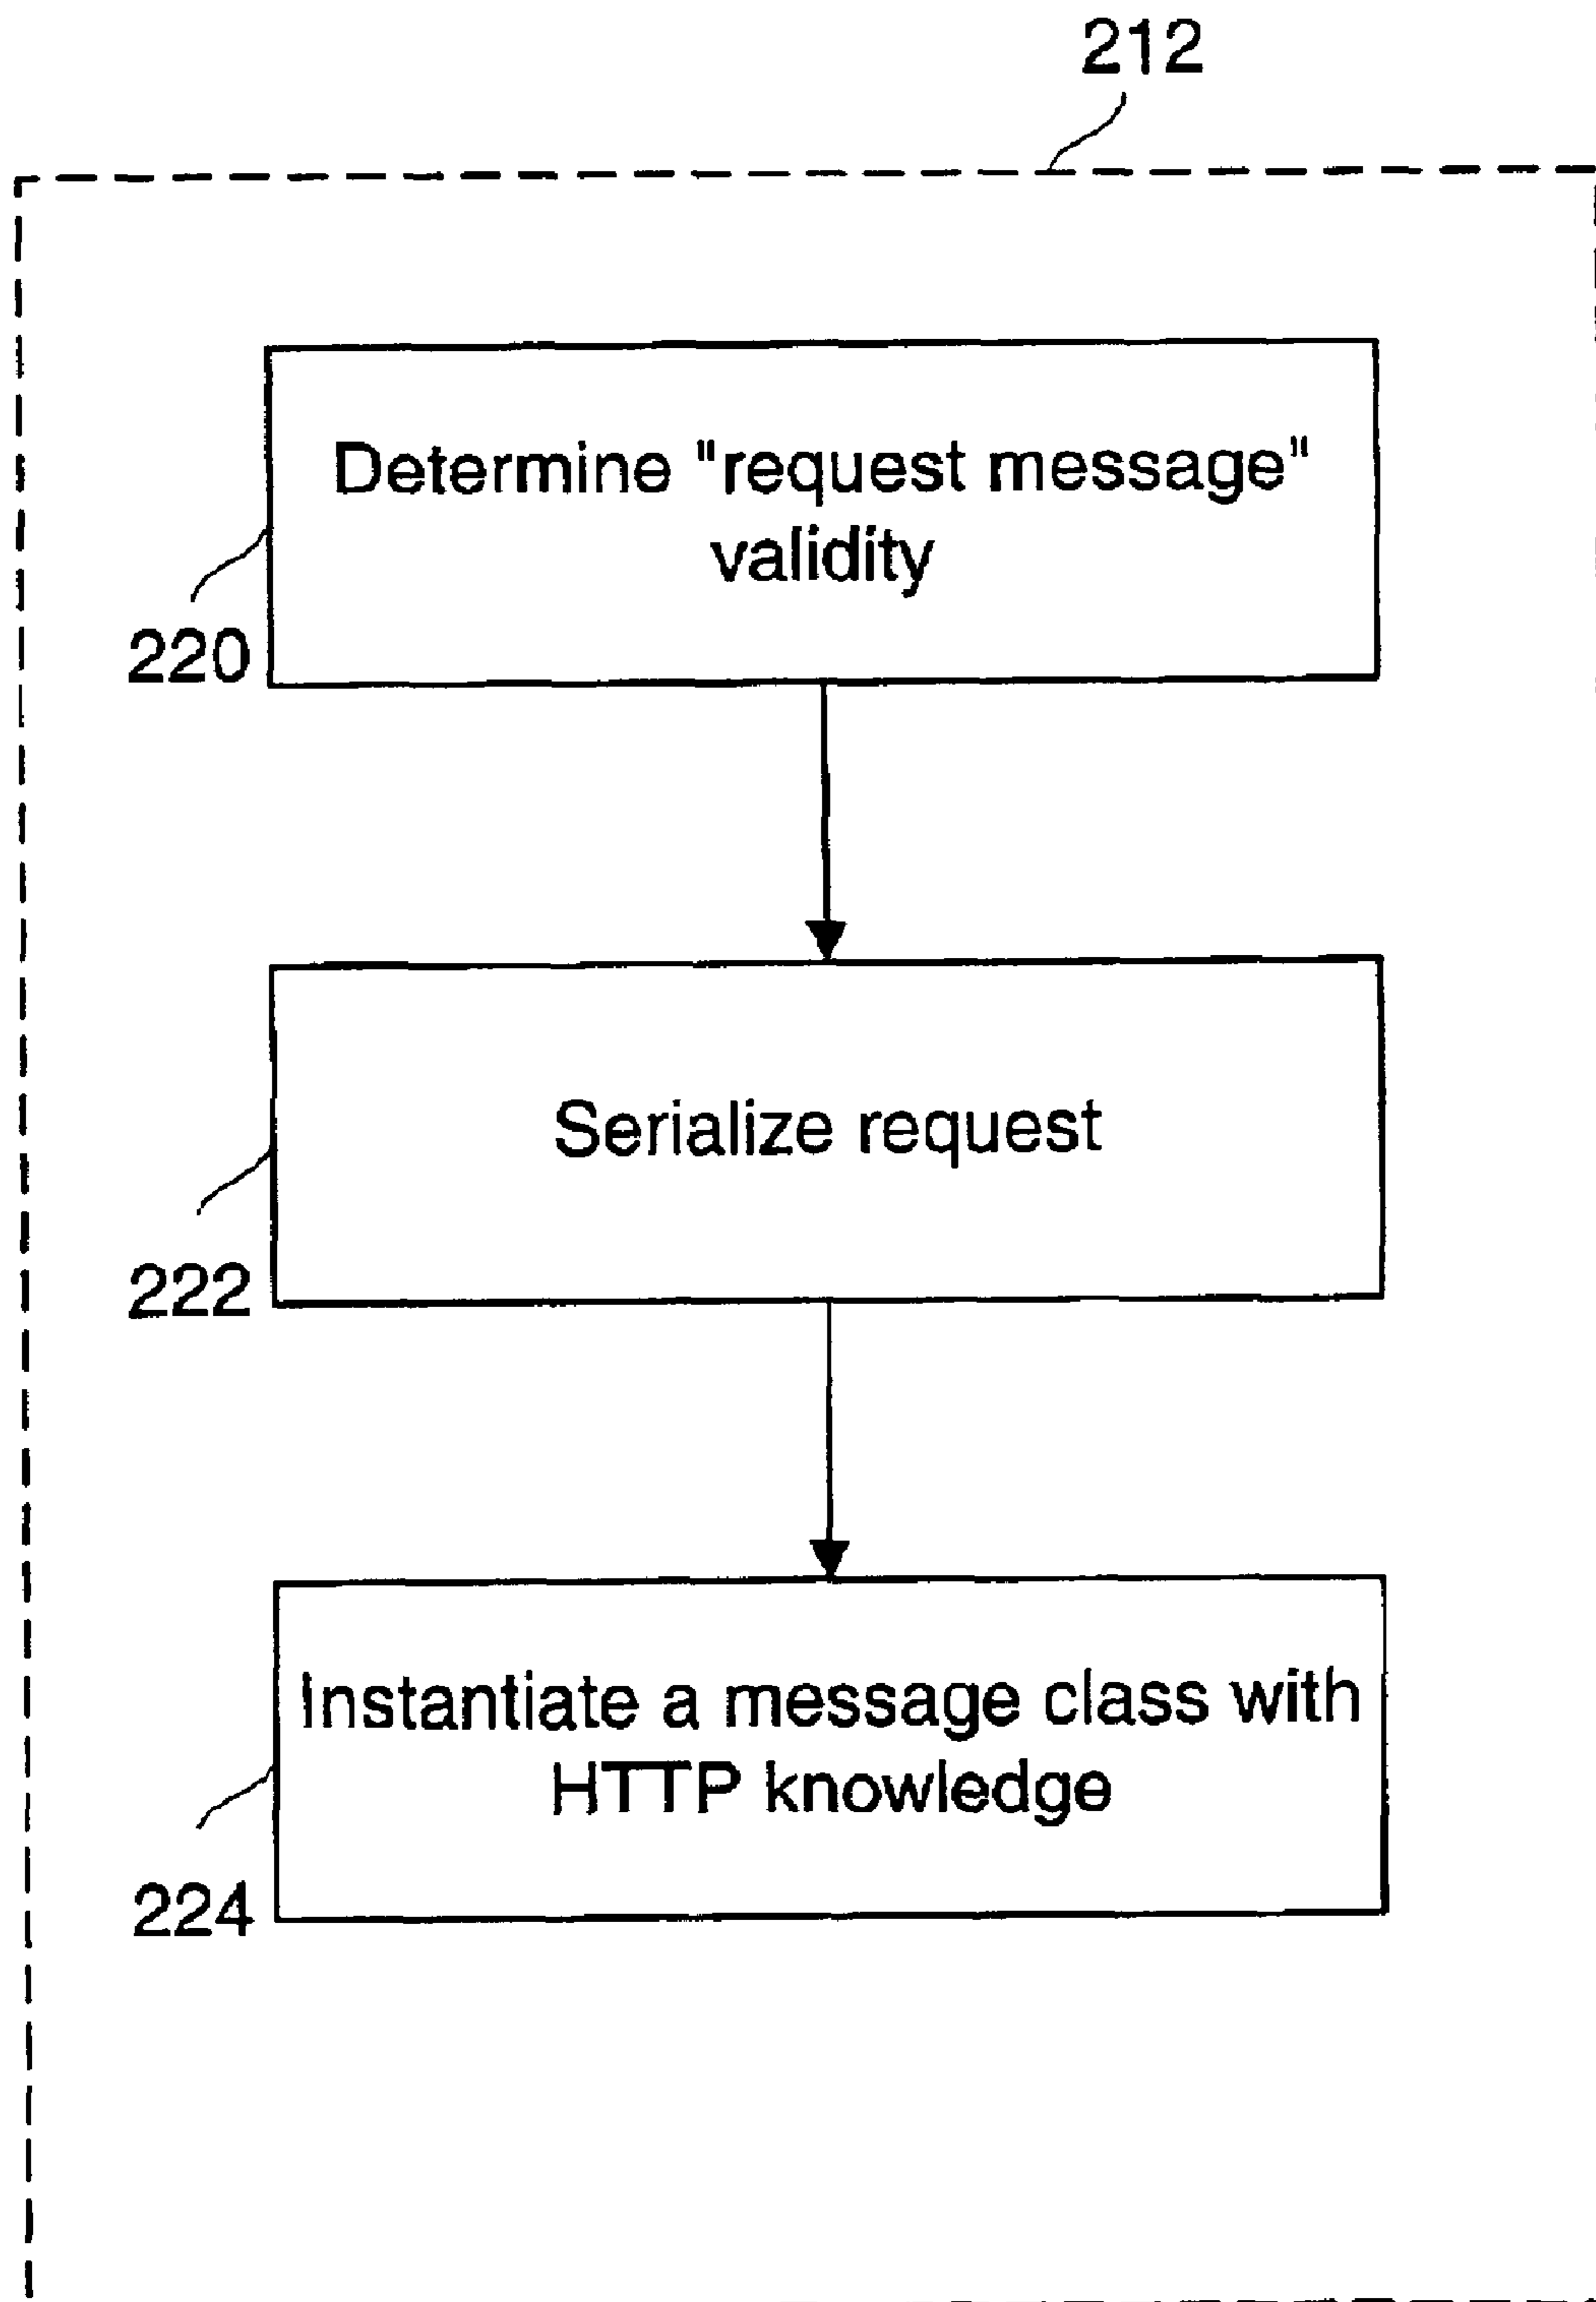 212
Determine "request message"
validity
220
Serialize request
222
Instantiate a message class with
HTTP knowledge
224